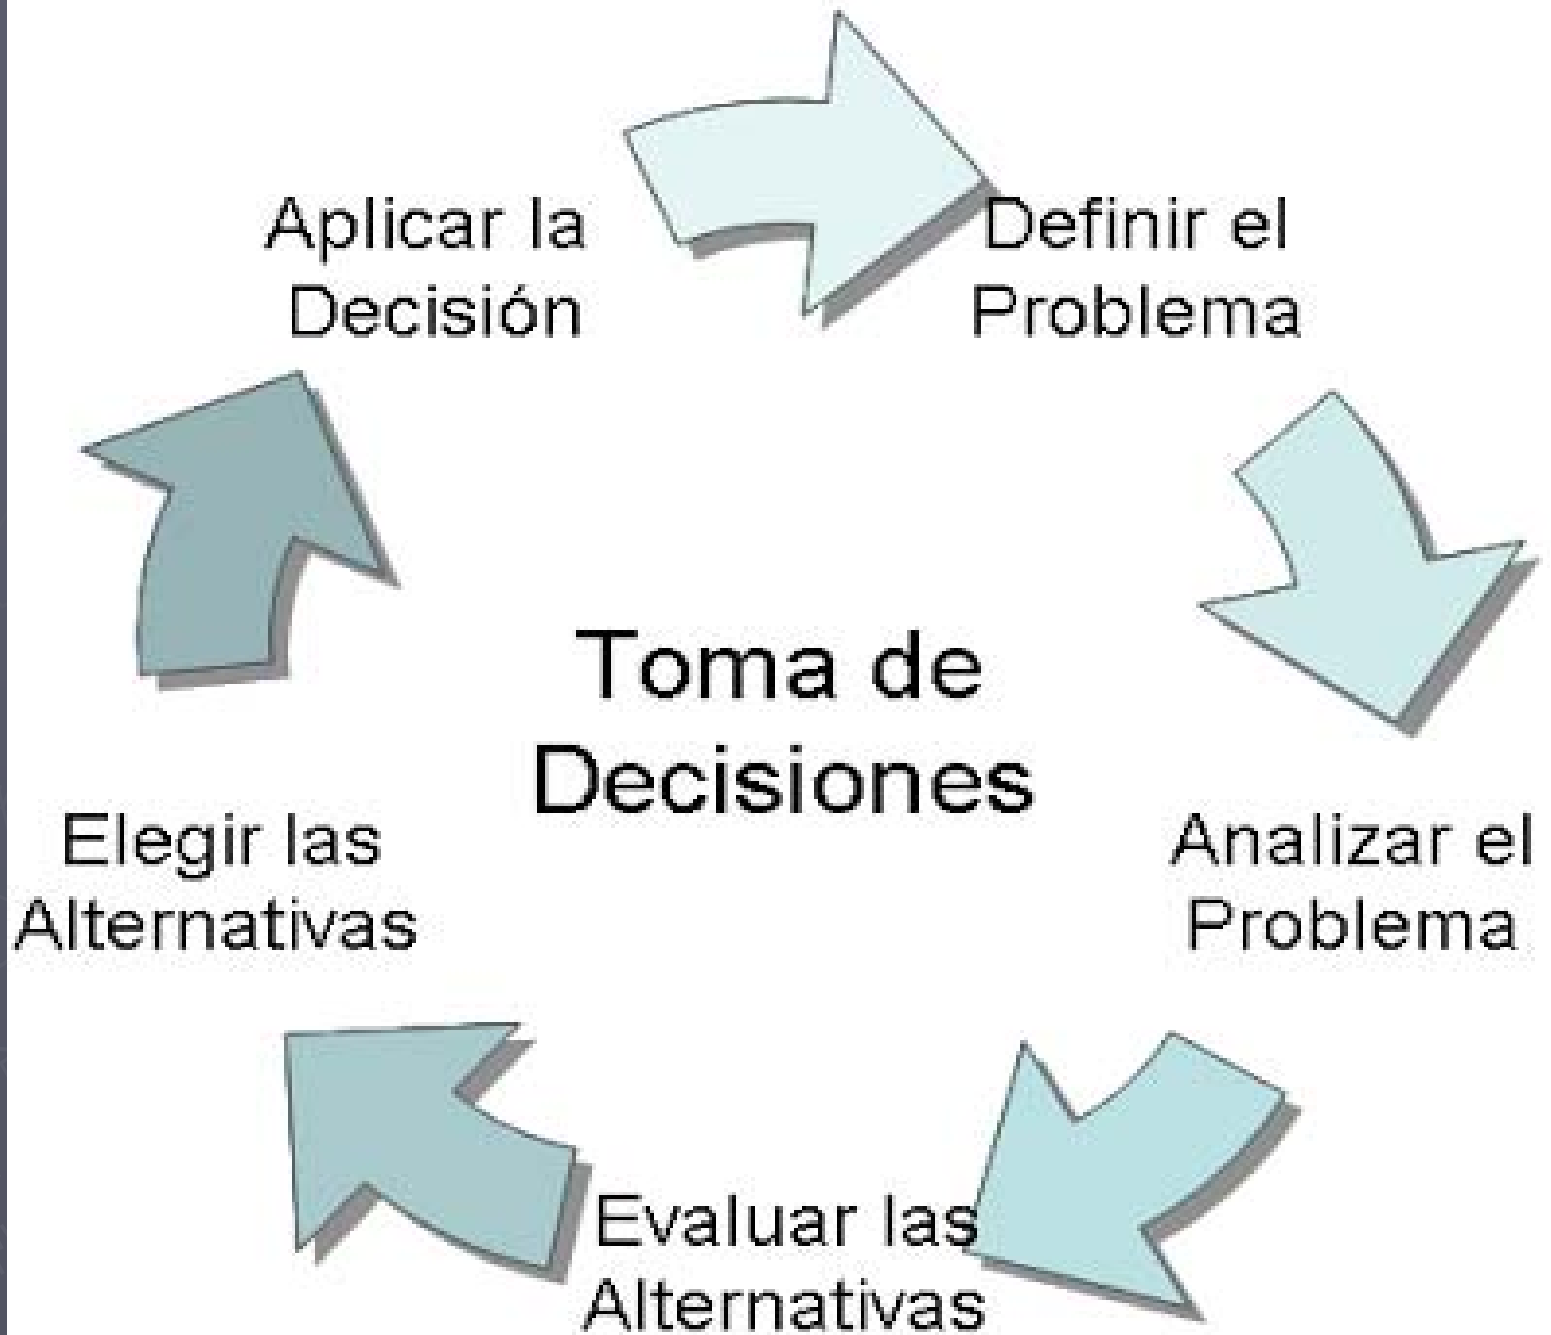 Aplicar la
Decisión
Definir el
Problema
Toma de
Decisiones
Elegir las
Alternativas
Analizar el
Problema
Evaluar las
Alternativas